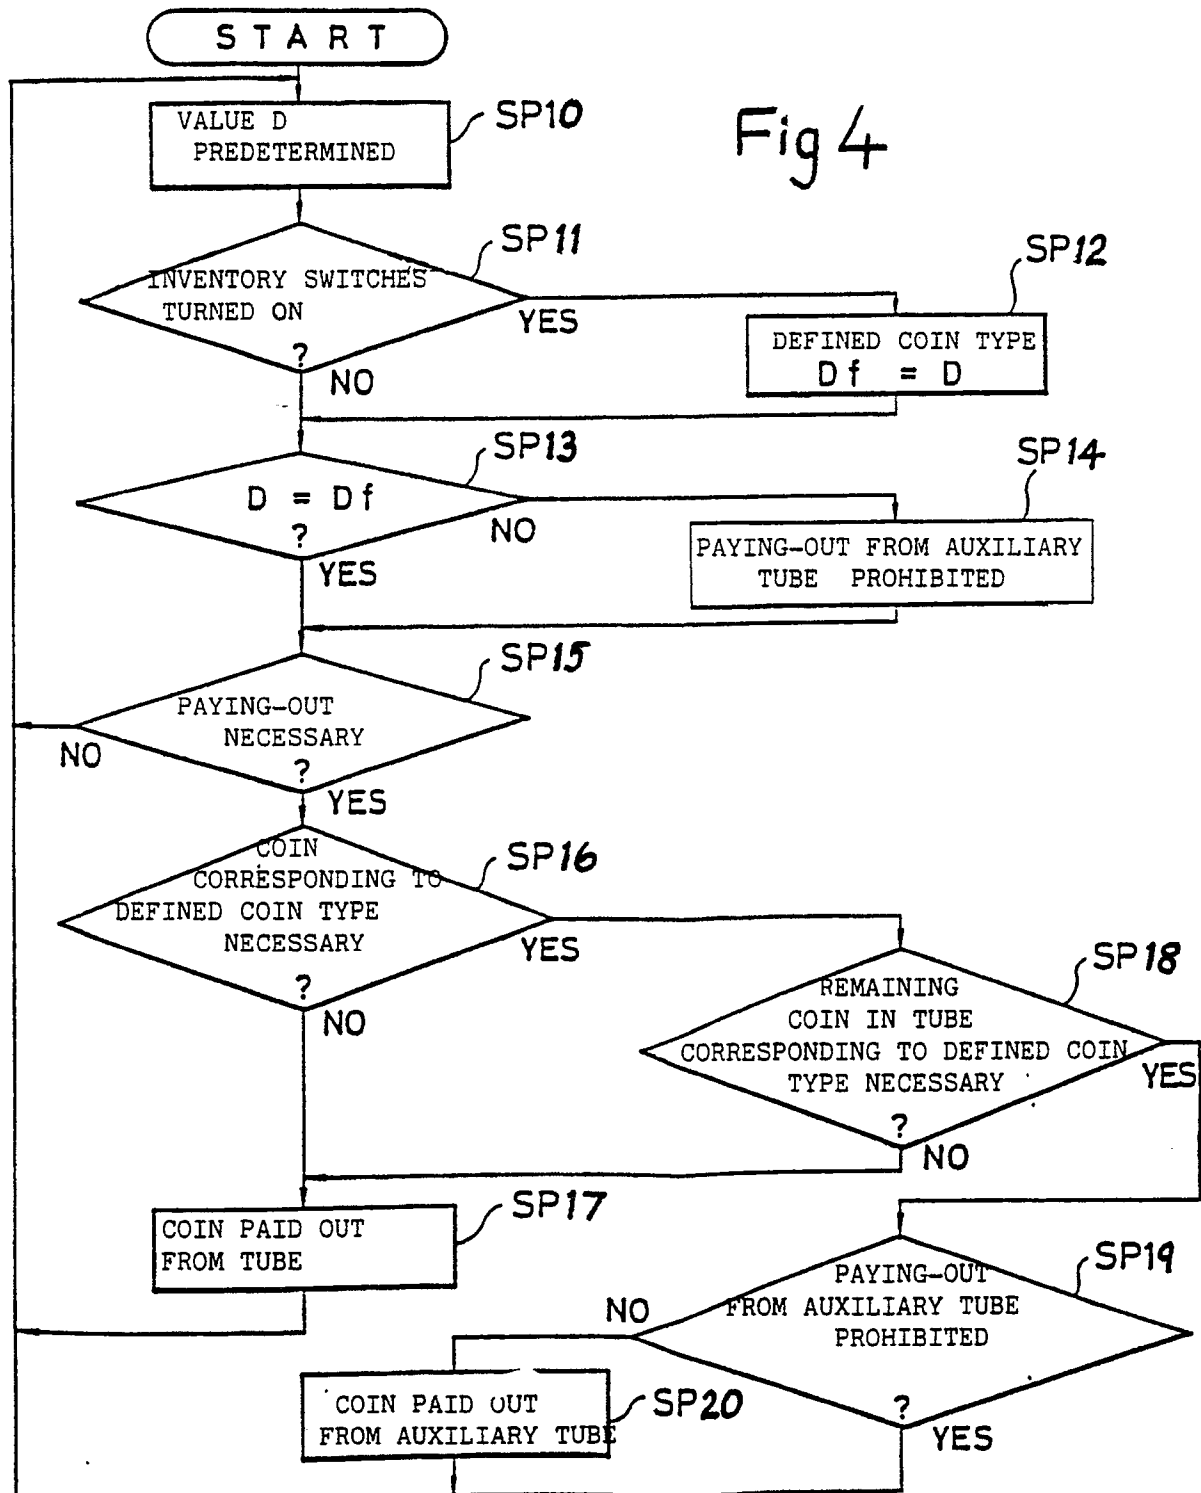 START
VALUE D
PREDETERMINED
SP10
Fig 4
INVENTORY SWITCHES
TURNED ON
?
SP11
YES
NO
SP12
DEFINED COIN TYPE
Df = D
SP13
D = Df
?
NO
YES
SP14
PAYING-OUT FROM AUXILIARY
TUBE PROHIBITED
SP15
PAYING-OUT
NECESSARY
?
NO
YES
SP16
COIN
CORRESPONDING TO
DEFINED COIN TYPE
NECESSARY
?
YES
NO
SP18
REMAINING
COIN IN TUBE
CORRESPONDING TO DEFINED COIN
TYPE NECESSARY
?
YES
NO
SP17
COIN PAID OUT
FROM TUBE
SP19
PAYING-OUT
FROM AUXILIARY TUBE
PROHIBITED
?
NO
YES
COIN PAID OUT
FROM AUXILIARY TUBE
SP20